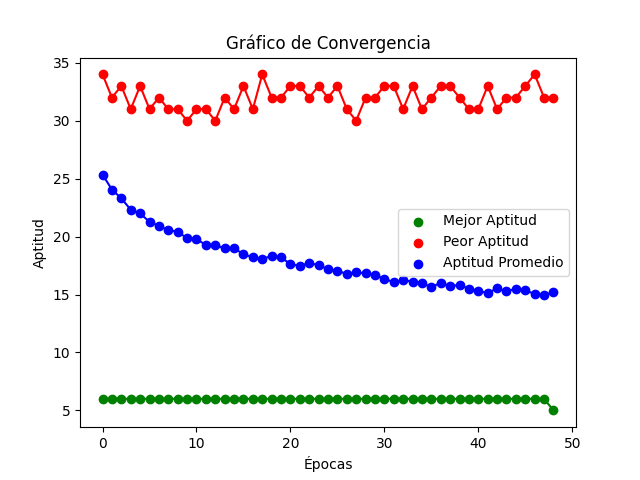 Gráfico de Convergencia
35
30
25
20
15
10
5
Aptitud
Mejor Aptitud
Peor Aptitud
Aptitud Promedio
0 10 20 30 40 50
Épocas